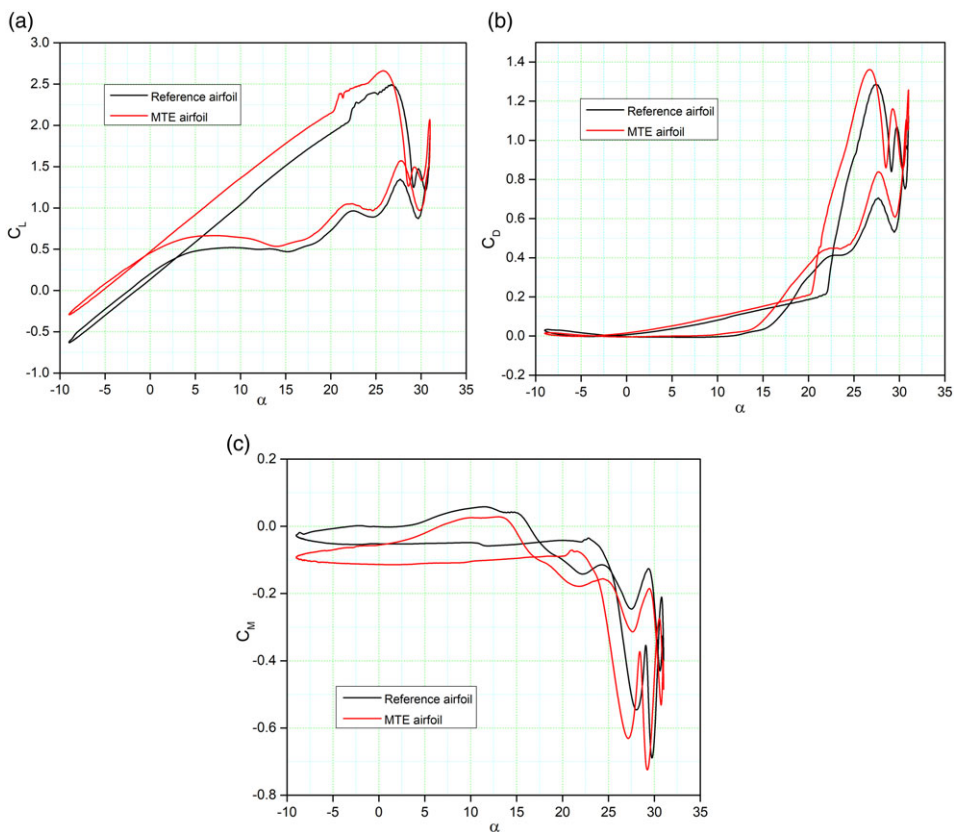 (a)
3.0
2.5
2.0
1.5
1.0
0.5
0.0
-0.5
-1.0
C_L
Reference airfoil
MTE airfoil
-10 -5 0 5 10 15 20 25 30 35
α
(b)
1.4
1.2
1.0
0.8
0.6
0.4
0.2
0.0
-0.2
C_D
Reference airfoil
MTE airfoil
-10 -5 0 5 10 15 20 25 30 35
α
(c)
0.2
0.0
-0.2
-0.4
-0.6
-0.8
C_M
Reference airfoil
MTE airfoil
-10 -5 0 5 10 15 20 25 30 35
α